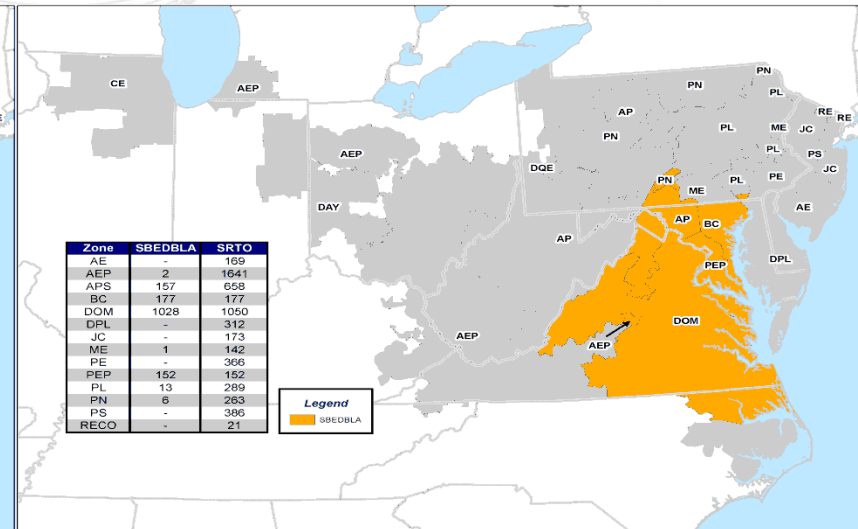 PN
CE
AEP
PN
PL
AP
RE
RE
PN
PL
ME
JC
AEP
PL
PS
DQE
JC
PN
ME
PL
PE
DAY
AE
AP
BC
AP
DPL
PEP
DOM
AEP
AEP
Zone SBEDBLA SRTO
AE - 169
AEP 2 1641
APS 157 658
BC 177 177
DOM 1028 1050
DPL - 312
JC - 173
ME 1 142
PE - 366
PEP 152 152
PL 13 289
PN 6 263
PS - 386
RECO - 21
Legend
SBEDBLA